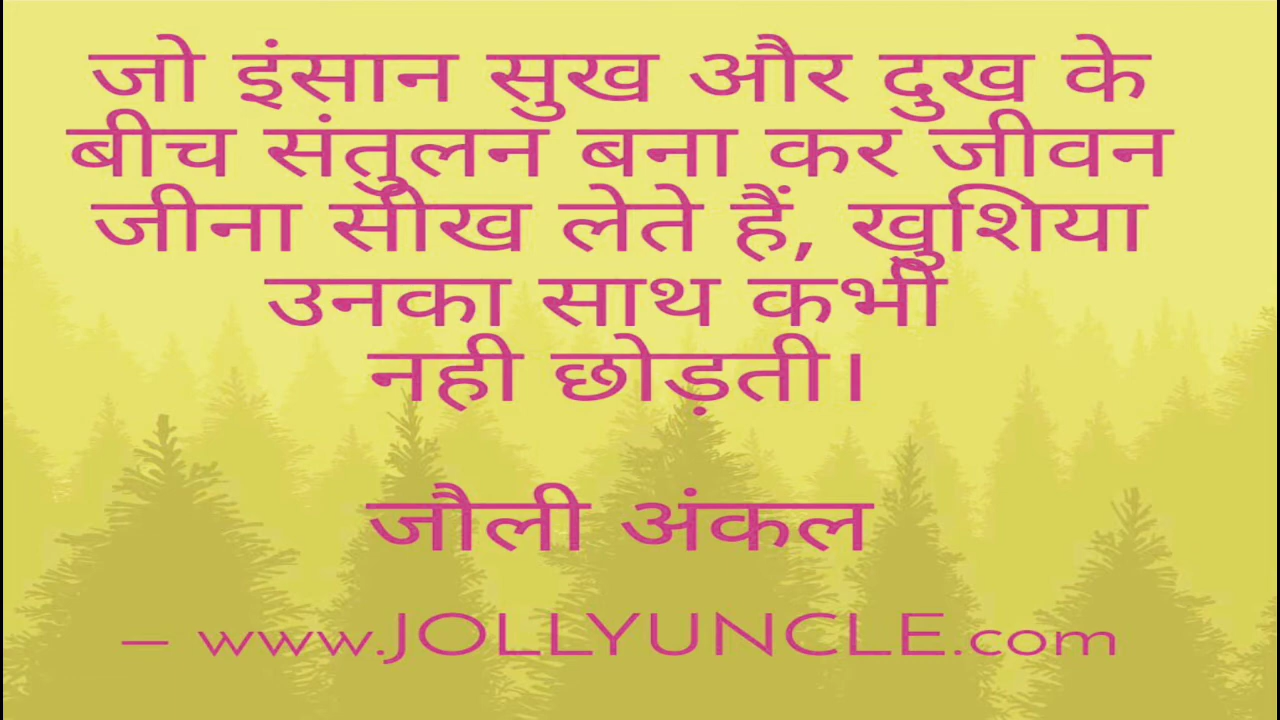 जो इंसान सुख और दुख के
बीच संतुलन बना कर जीवन
जीना सीख लेते हैं, खुशिया
उनका साथ कभी
नही छोड़ती।
जौली अंकल
– www.JOLLYUNCLE.com